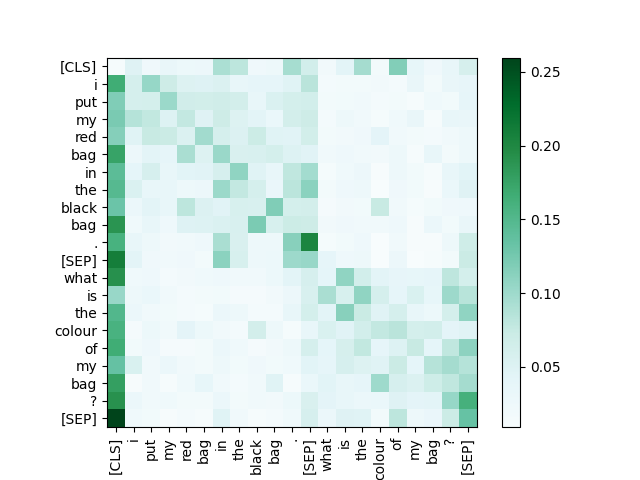 [CLS]
i
put
my
red
bag
in
the
black
bag
.
[SEP]
what
is
the
colour
of
my
bag
?
[SEP]
[CLS] i put my red bag in the black bag . [SEP] what is the colour of my bag ? [SEP]
0.25
0.20
0.15
0.10
0.05